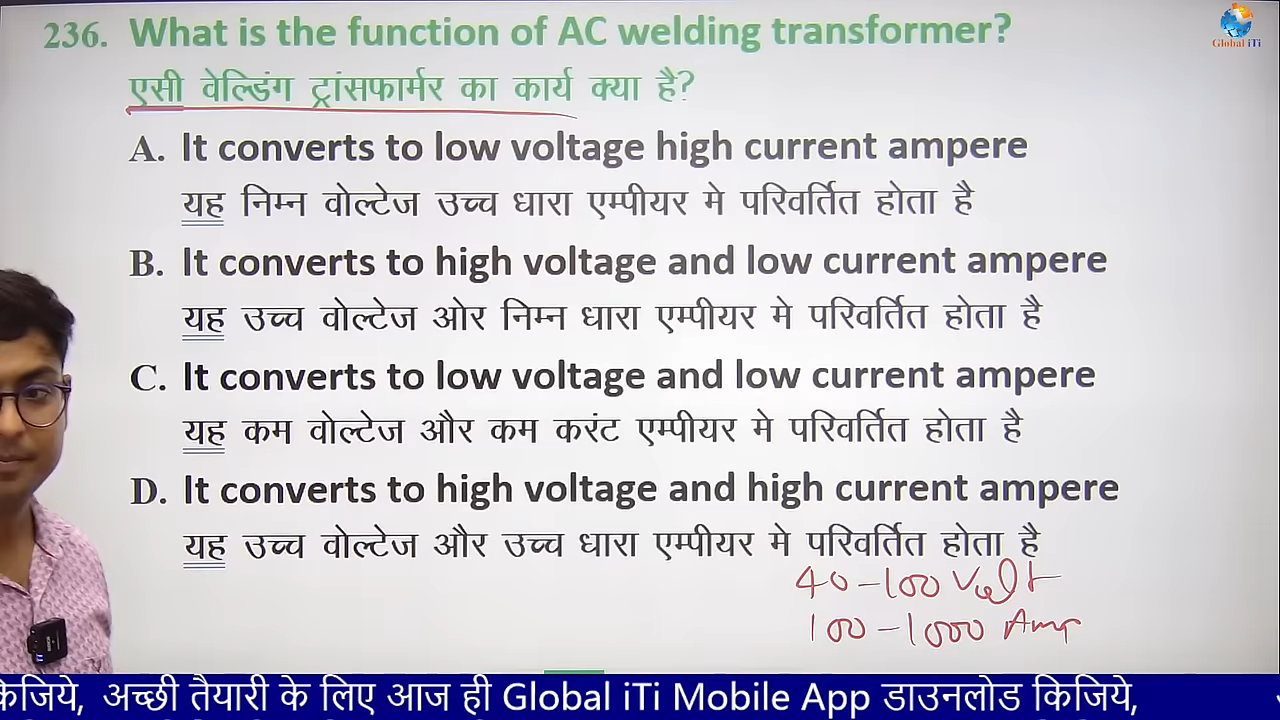 Global iTi
236. What is the function of AC welding transformer?
एसी वेल्डिंग ट्रांसफार्मर का कार्य क्या है?
A. It converts to low voltage high current ampere
यह निम्न वोल्टेज उच्च धारा एम्पीयर मे परिवर्तित होता है
B. It converts to high voltage and low current ampere
यह उच्च वोल्टेज ओर निम्न धारा एम्पीयर मे परिवर्तित होता है
C. It converts to low voltage and low current ampere
यह कम वोल्टेज और कम करंट एम्पीयर मे परिवर्तित होता है
D. It converts to high voltage and high current ampere
यह उच्च वोल्टेज और उच्च धारा एम्पीयर मे परिवर्तित होता है
40-100 Volt
100-1000 Amp
किजिये, अच्छी तैयारी के लिए आज ही Global iTi Mobile App डाउनलोड किजिये,